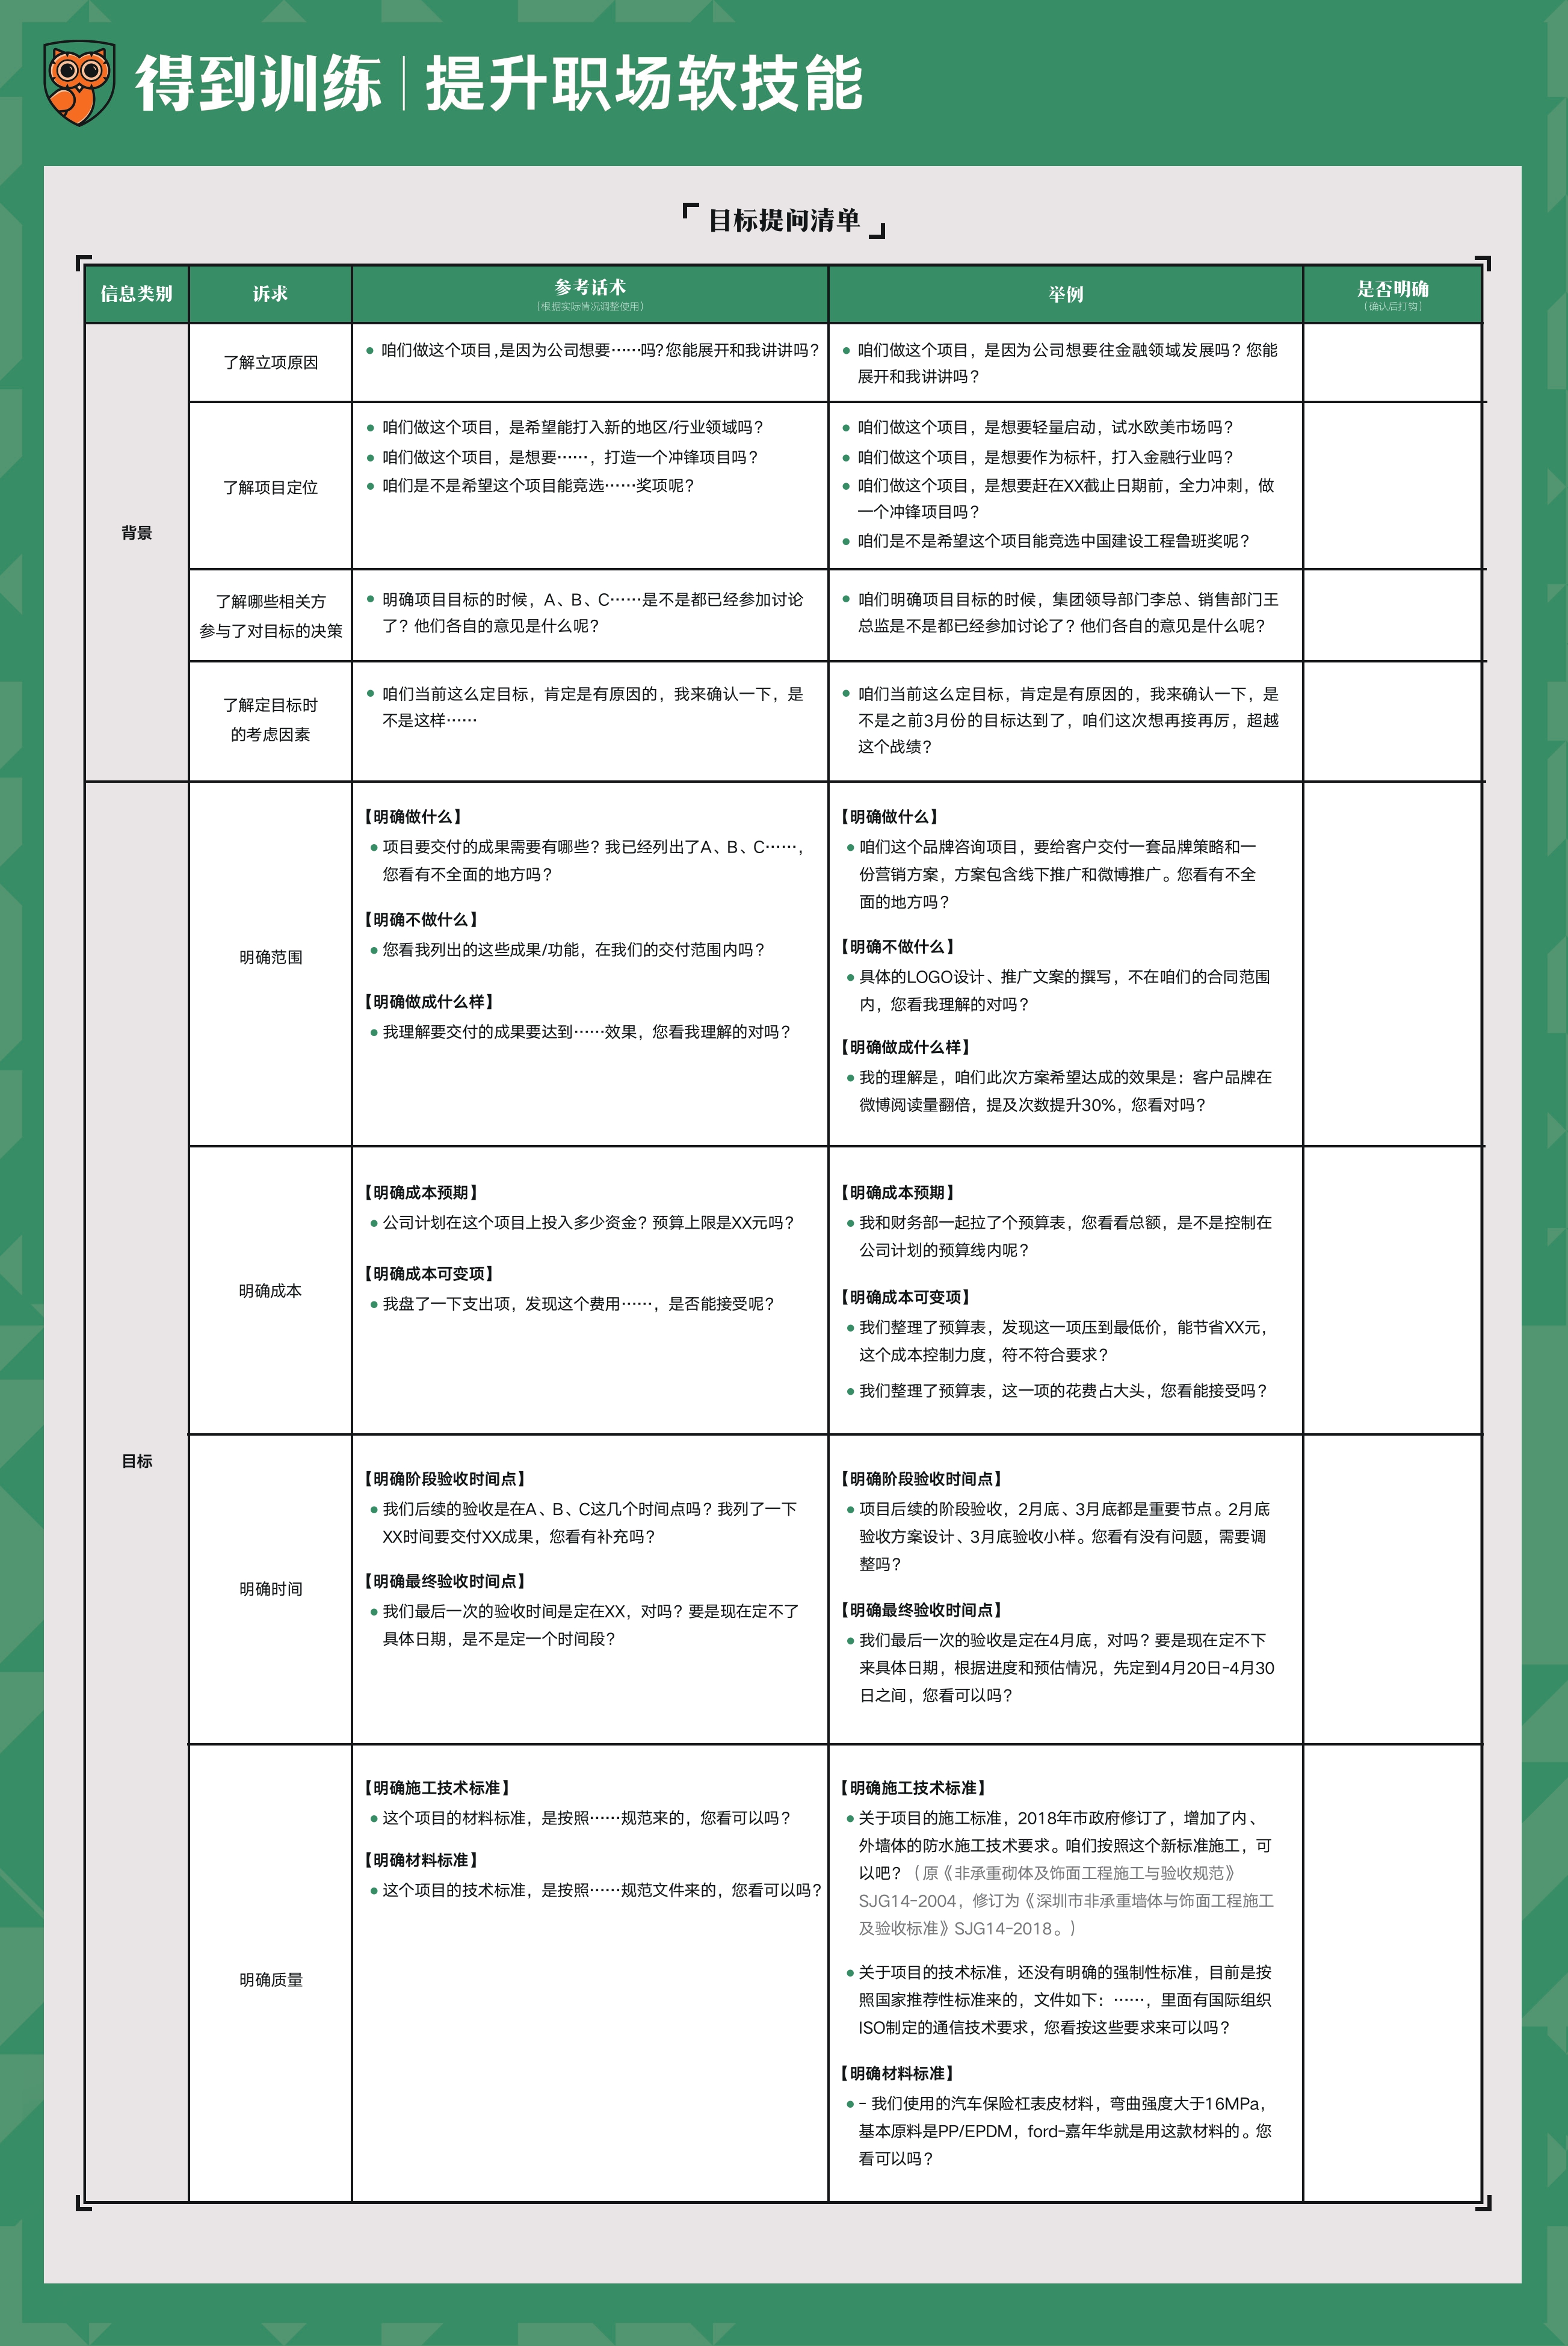 得到训练 | 提升职场软技能
「目标提问清单」
信息类别
诉求
参考话术
（根据实际情况调整使用）
举例
是否明确
（确认后打钩）
背景
了解立项原因
● 咱们做这个项目,是因为公司想要……吗?您能展开和我讲讲吗?
● 咱们做这个项目，是因为公司想要往金融领域发展吗？您能
展开和我讲讲吗？
了解项目定位
● 咱们做这个项目，是希望能打入新的地区/行业领域吗？
● 咱们做这个项目，是想要……，打造一个冲锋项目吗？
● 咱们是不是希望这个项目能竞选……奖项呢？
● 咱们做这个项目，是想要轻量启动，试水欧美市场吗？
● 咱们做这个项目，是想要作为标杆，打入金融行业吗？
● 咱们做这个项目，是想要赶在XX截止日期前，全力冲刺，做
一个冲锋项目吗？
● 咱们是不是希望这个项目能竞选中国建设工程鲁班奖呢？
了解哪些相关方
参与了对目标的决策
● 明确项目目标的时候，A、B、C……是不是都已经参加讨论
了？他们各自的意见是什么呢？
● 咱们明确项目目标的时候，集团领导部门李总、销售部门王
总监是不是都已经参加讨论了？他们各自的意见是什么呢？
了解定目标时
的考虑因素
● 咱们当前这么定目标，肯定是有原因的，我来确认一下，是
不是这样……
● 咱们当前这么定目标，肯定是有原因的，我来确认一下，是
不是之前3月份的目标达到了，咱们这次想再接再厉，超越
这个战绩？
目标
明确范围
【明确做什么】
● 项目要交付的成果需要有哪些？我已经列出了A、B、C……，
您看有不全面的地方吗？
【明确不做什么】
● 您看我列出的这些成果/功能，在我们的交付范围内吗？
【明确做成什么样】
● 我理解要交付的成果要达到……效果，您看我理解的对吗？
【明确做什么】
● 咱们这个品牌咨询项目，要给客户交付一套品牌策略和一
份营销方案，方案包含线下推广和微博推广。您看有不全
面的地方吗？
【明确不做什么】
● 具体的LOGO设计、推广文案的撰写，不在咱们的合同范围
内，您看我理解的对吗？
【明确做成什么样】
● 我的理解是，咱们此次方案希望达成的效果是：客户品牌在
微博阅读量翻倍，提及次数提升30%，您看对吗？
明确成本
【明确成本预期】
● 公司计划在这个项目上投入多少资金？预算上限是XX元吗？
【明确成本可变项】
● 我盘了一下支出项，发现这个费用……，是否能接受呢？
【明确成本预期】
● 我和财务部一起拉了个预算表，您看看总额，是不是控制在
公司计划的预算线内呢？
【明确成本可变项】
● 我们整理了预算表，发现这一项压到最低价，能节省XX元，
这个成本控制力度，符不符合要求？
● 我们整理了预算表，这一项的花费占大头，您看能接受吗？
明确时间
【明确阶段验收时间点】
● 我们后续的验收是在A、B、C这几个时间点吗？我列了一下
XX时间要交付XX成果，您看有补充吗？
【明确最终验收时间点】
● 我们最后一次的验收时间是定在XX，对吗？要是现在定不了
具体日期，是不是定一个时间段？
【明确阶段验收时间点】
● 项目后续的阶段验收，2月底、3月底都是重要节点。2月底
验收方案设计、3月底验收小样。您看有没有问题，需要调
整吗？
【明确最终验收时间点】
● 我们最后一次的验收是定在4月底，对吗？要是现在定不下
来具体日期，根据进度和预估情况，先定到4月20日-4月30
日之间，您看可以吗？
明确质量
【明确施工技术标准】
● 这个项目的材料标准，是按照……规范来的，您看可以吗？
【明确材料标准】
● 这个项目的技术标准，是按照……规范文件来的，您看可以吗？
【明确施工技术标准】
● 关于项目的施工标准，2018年市政府修订了，增加了内、
外墙体的防水施工技术要求。咱们按照这个新标准施工，可
以吧？（原《非承重砌体及饰面工程施工与验收规范》
SJG14-2004，修订为《深圳市非承重墙体与饰面工程施工
及验收标准》SJG14-2018。）
● 关于项目的技术标准，还没有明确的强制性标准，目前是按
照国家推荐性标准来的，文件如下：……，里面有国际组织
ISO制定的通信技术要求，您看按这些要求来可以吗？
【明确材料标准】
● - 我们使用的汽车保险杠表皮材料，弯曲强度大于16MPa，
基本原料是PP/EPDM，ford-嘉年华就是用这款材料的。您
看可以吗？